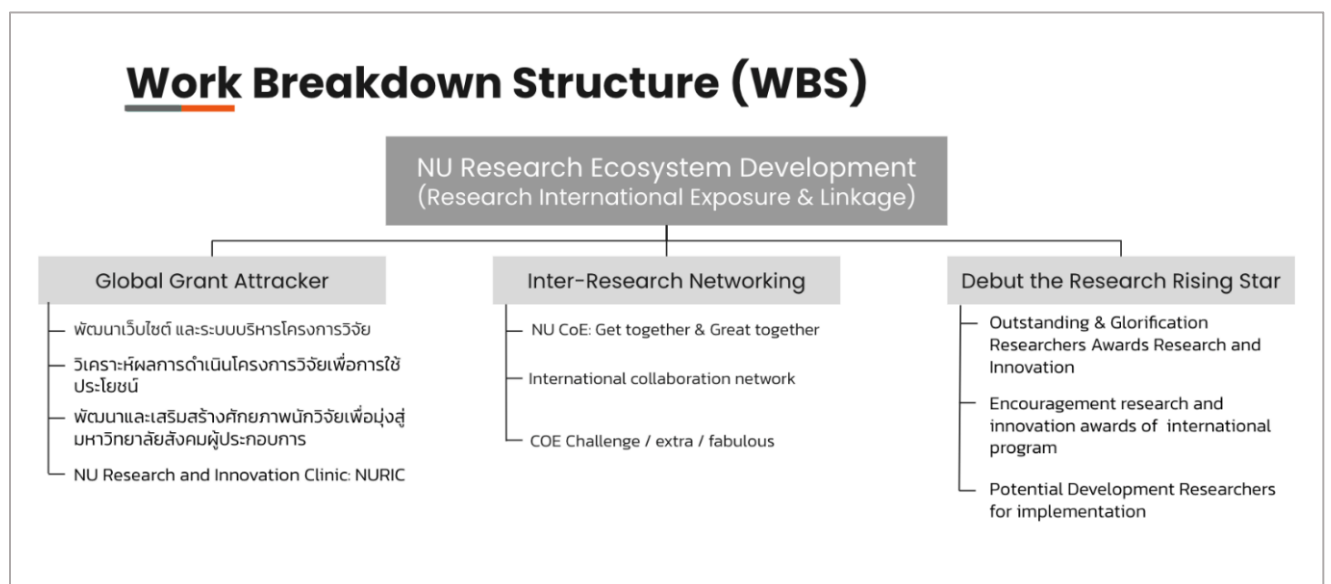 Work Breakdown Structure (WBS)
NU Research Ecosystem Development
(Research International Exposure & Linkage)
Global Grant Attracker
พัฒนาเว็บไซต์ และระบบบริหารโครงการวิจัย
วิเคราะห์ผลการดำเนินโครงการวิจัยเพื่อการใช้
ประโยชน์
พัฒนาและเสริมสร้างศักยภาพนักวิจัยเพื่อมุ่งสู่
มหาวิทยาลัยสังคมผู้ประกอบการ
NU Research and Innovation Clinic: NURIC
Inter-Research Networking
NU CoE: Get together & Great together
International collaboration network
COE Challenge / extra / fabulous
Debut the Research Rising Star
Outstanding & Glorification
Researchers Awards Research and
Innovation
Encouragement research and
innovation awards of international
program
Potential Development Researchers
for implementation